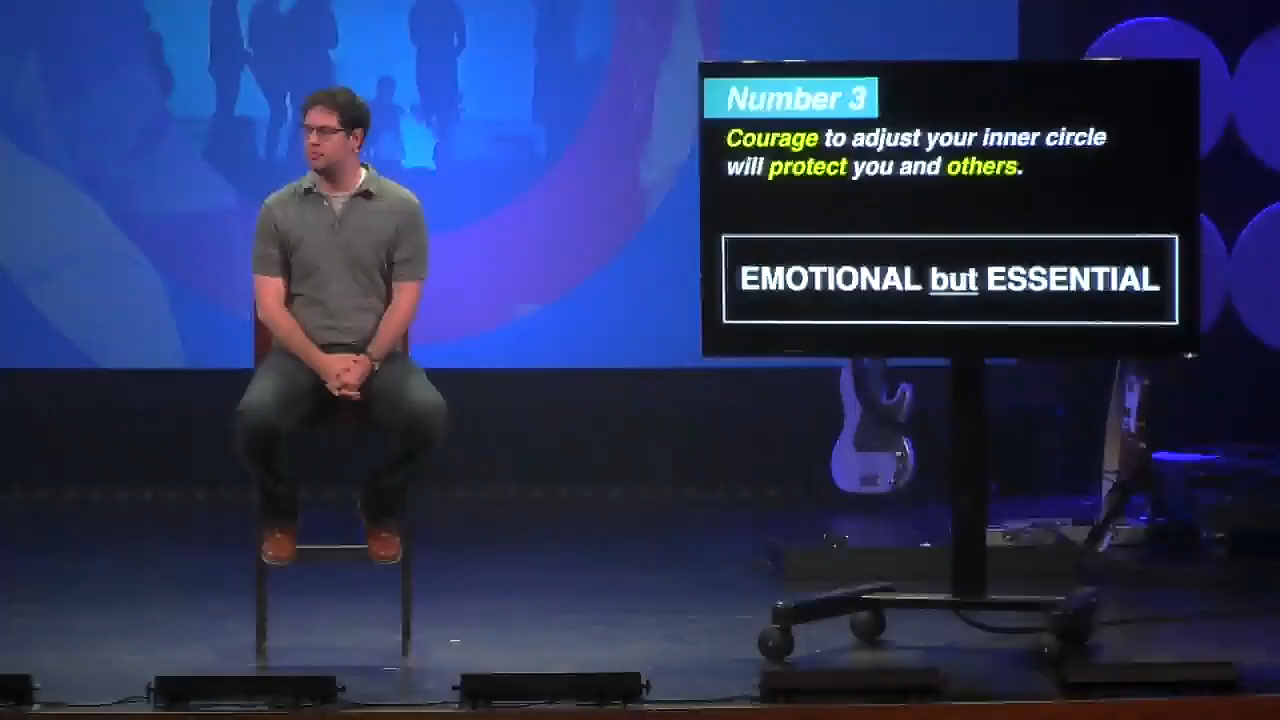 Number 3
Courage to adjust your inner circle
will protect you and others.
EMOTIONAL but ESSENTIAL